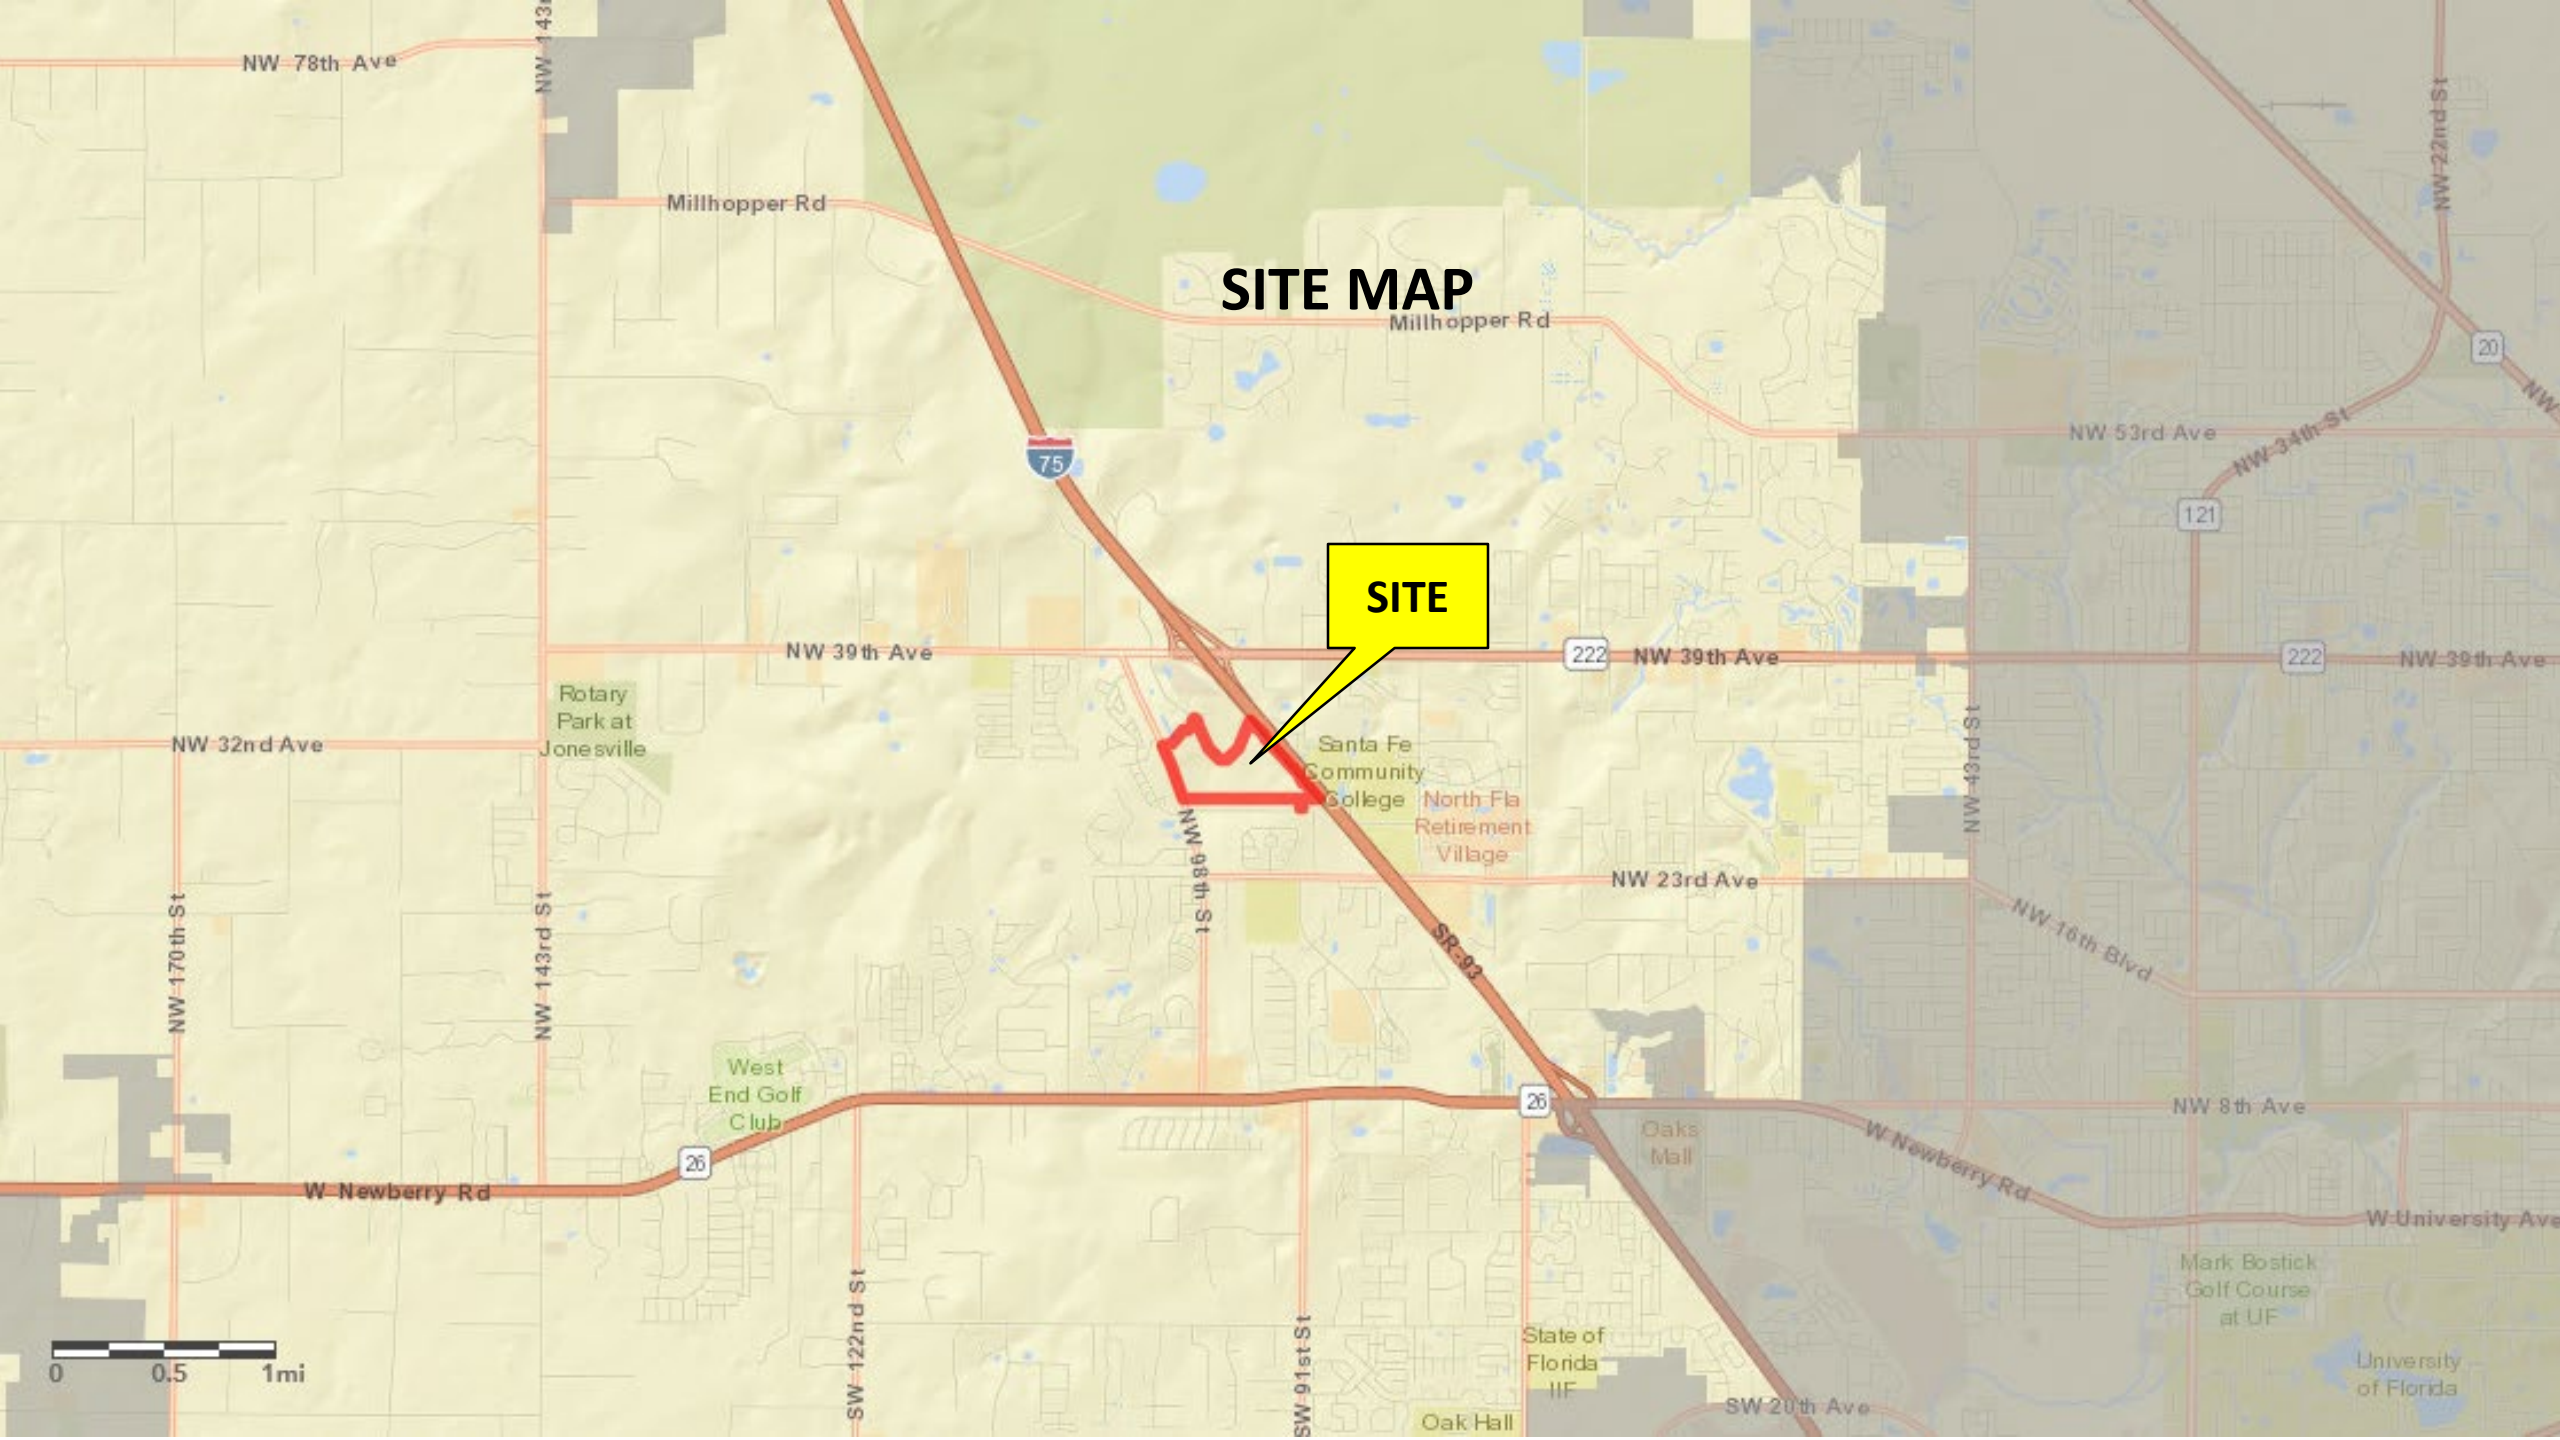 NW 143r
NW 78th Ave
NW 22nd St
Millhopper Rd
SITE MAP
Millhopper Rd
20
NW
NW 53rd Ave
NW 34th St
75
121
SITE
NW 39th Ave
222
NW 39th Ave
222
NW 39th Ave
Rotary
Park at
Jonesville
NW 32nd Ave
Santa Fe
Community
College
North Fla
Retirement
Village
NW 43rd St
NW 98th St
NW 23rd Ave
NW 16th Blvd
NW 170th St
NW 143rd St
SR-93
West
End Golf
Club
26
26
W Newberry Rd
Oaks
Mall
NW 8th Ave
W Newberry Rd
W University Ave
Mark Bostick
Golf Course
at UF
SW 122nd St
SW 91st St
State of
Florida
IIF
University
of Florida
0 0.5 1mi
SW 20th Ave
Oak Hall